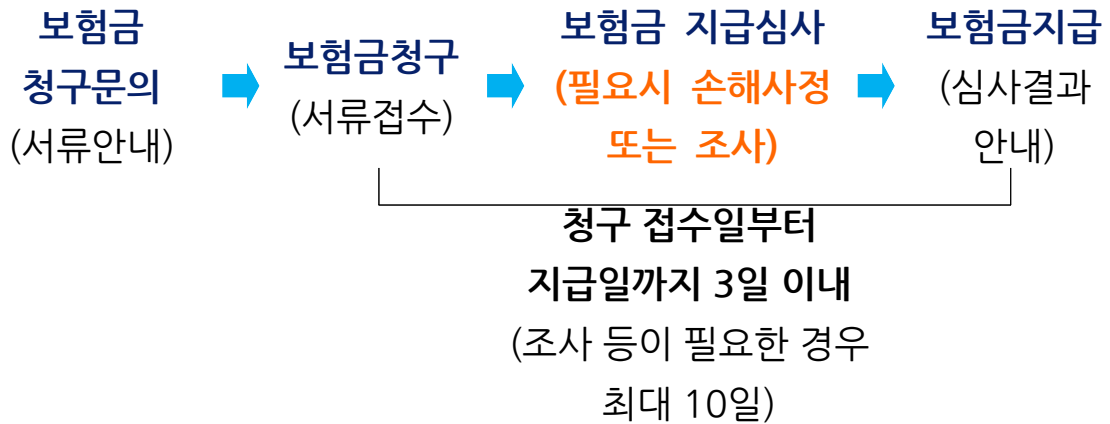 보험금
청구문의
(서류안내)
보험금청구
(서류접수)
보험금 지급심사
(필요시 손해사정
또는 조사)
보험금지급
(심사결과
안내)
청구 접수일부터
지급일까지 3일 이내
(조사 등이 필요한 경우
최대 10일)